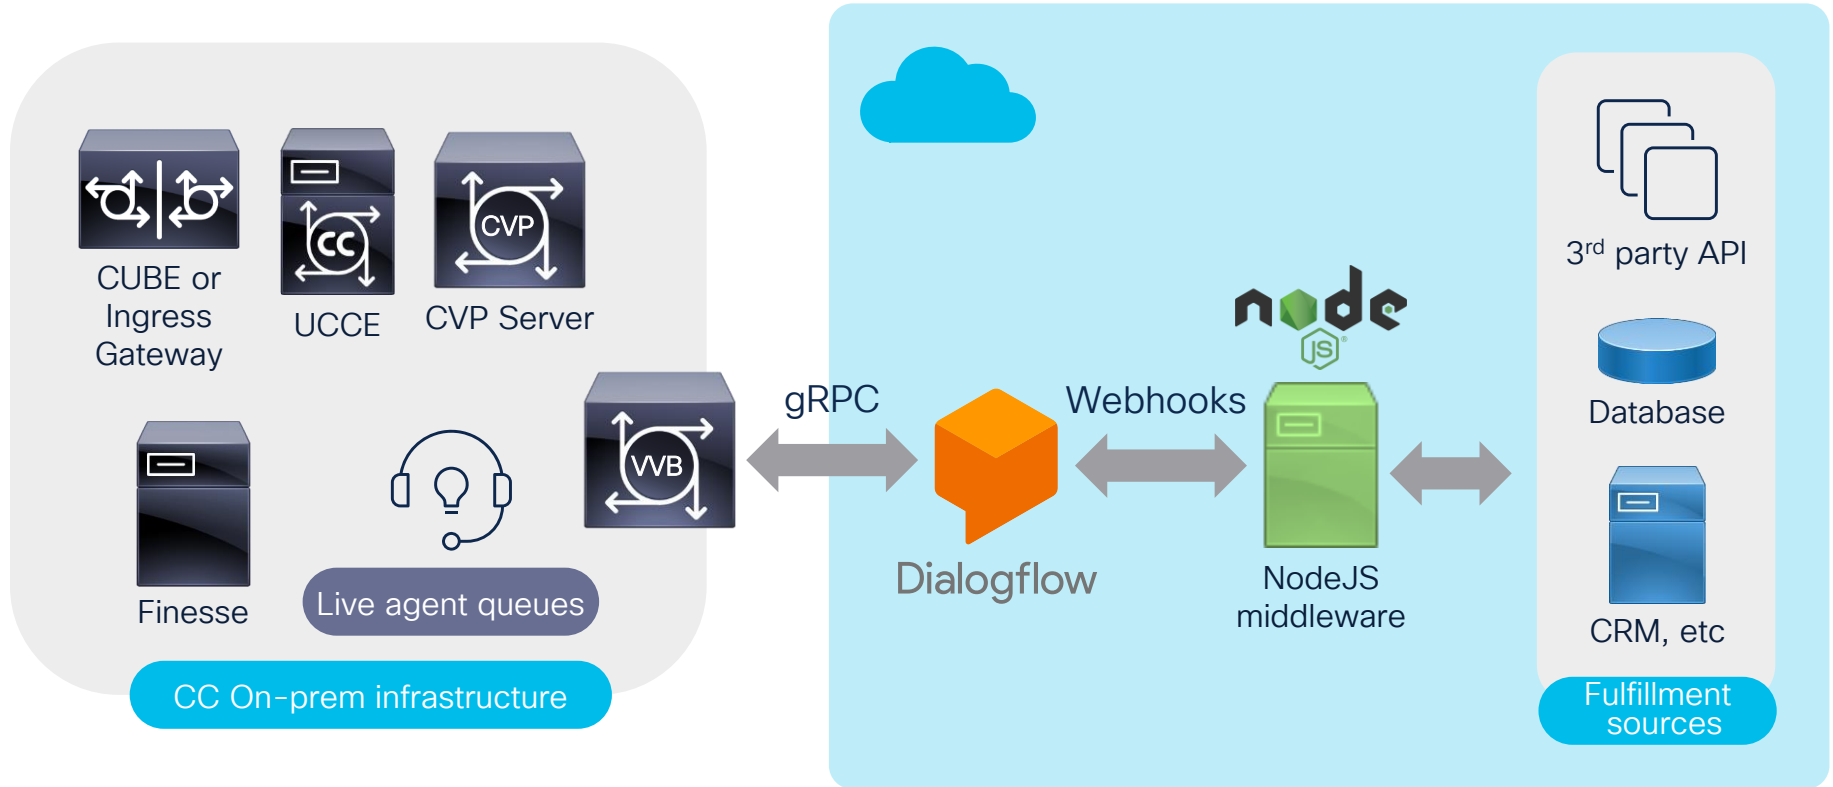 CUBE or
Ingress
Gateway
CC
UCCE
CVP
CVP Server
Finesse
Live agent queues
VVB
CC On-prem infrastructure
gRPC
Dialogflow
Webhooks
node
JS
®
NodeJS
middleware
3rd party API
Database
CRM, etc
Fulfillment
sources